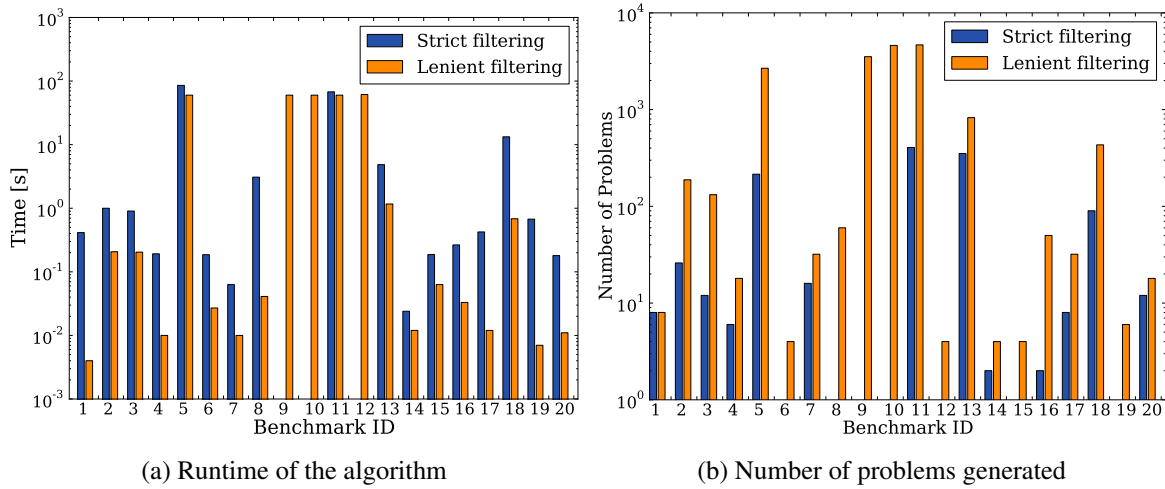 10^3
10^2
10^1
10^0
10^-1
10^-2
10^-3
Time [s]
Strict filtering
Lenient filtering
1 2 3 4 5 6 7 8 9 10 11 12 13 14 15 16 17 18 19 20
Benchmark ID
(a) Runtime of the algorithm
10^4
10^3
10^2
10^1
10^0
Number of Problems
Strict filtering
Lenient filtering
1 2 3 4 5 6 7 8 9 10 11 12 13 14 15 16 17 18 19 20
Benchmark ID
(b) Number of problems generated